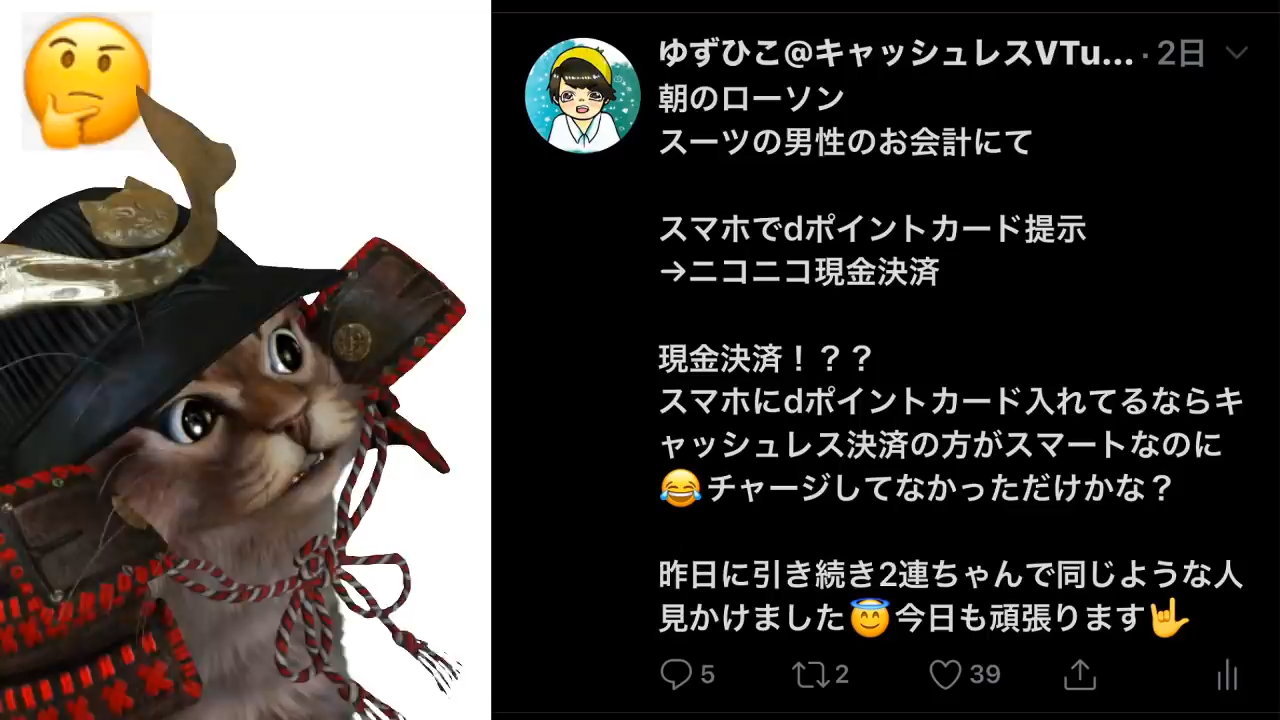 ゆずひこ@キャッシュレスVTu... · 2日
朝のローソン
スーツの男性のお会計にて
スマホでdポイントカード提示
→ニコニコ現金決済
現金決済！？？
スマホにdポイントカード入れてるならキ
ャッシュレス決済の方がスマートなのに
😂チャージしてなかっただけかな？
昨日に引き続き2連ちゃんで同じような人
見かけました😇今日も頑張ります🤟
5 2 39